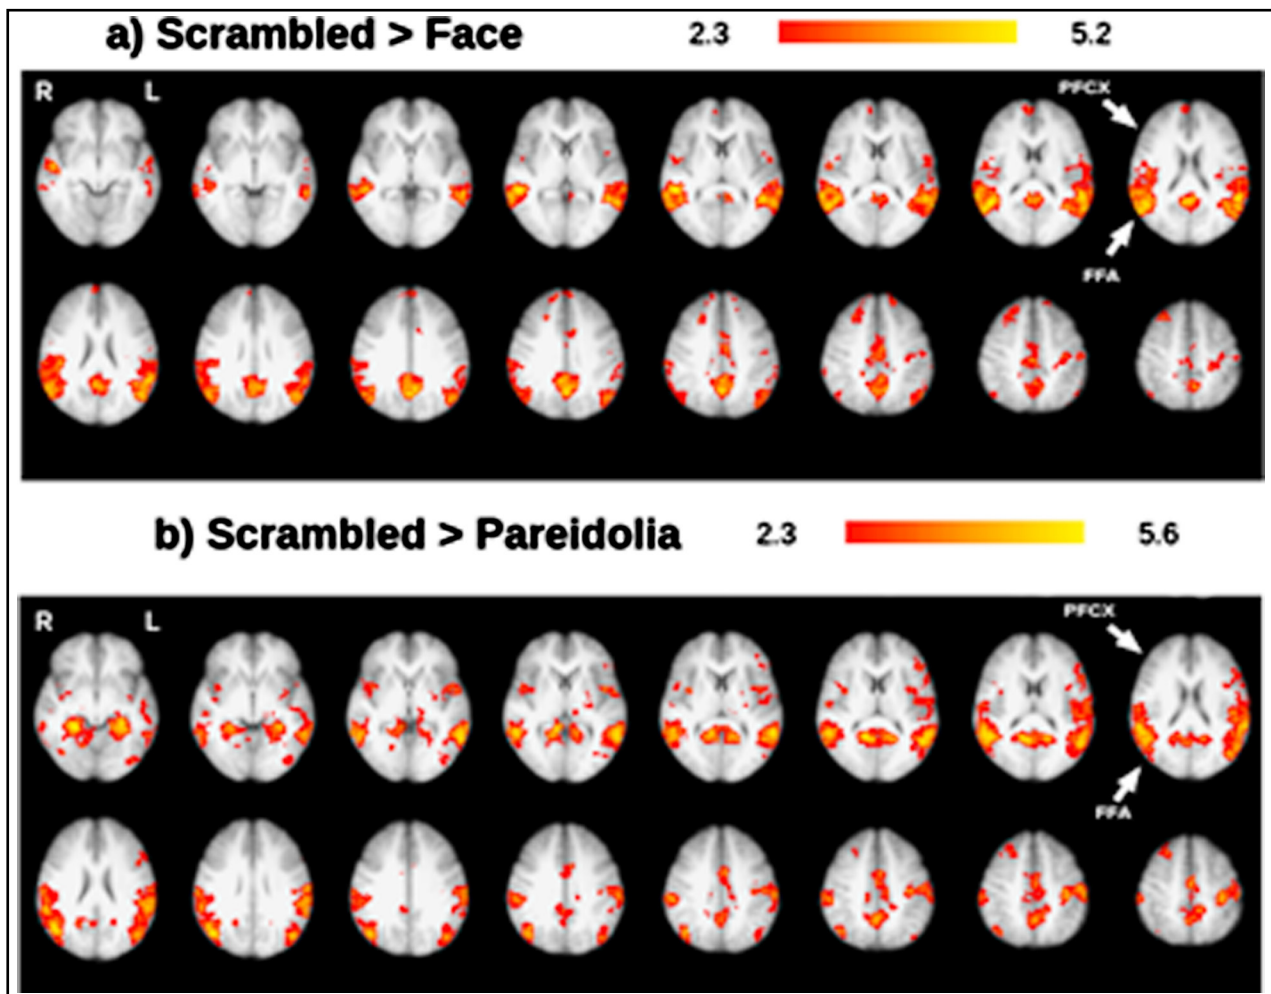 a) Scrambled > Face
2.3
5.2
R
L
PFCX
FFA
b) Scrambled > Pareidolia
2.3
5.6
R
L
PFCX
FFA